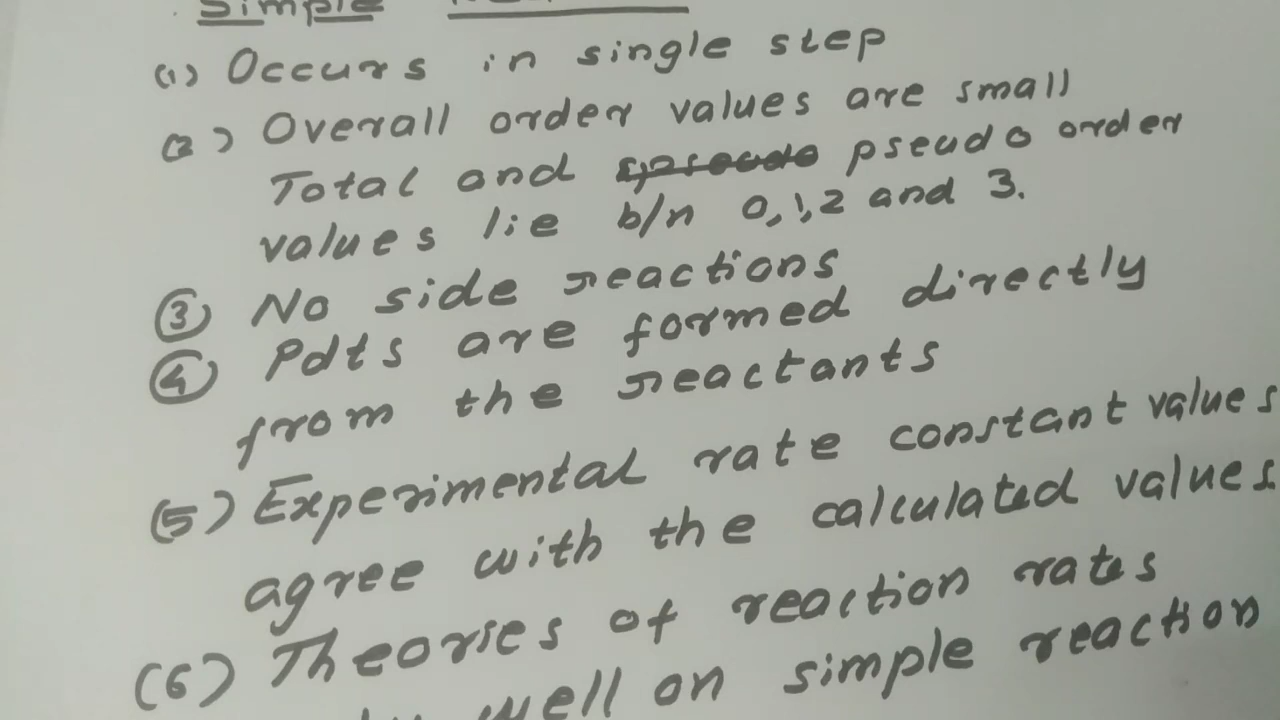 Simple
(1) Occurs in single step
(2) Overall order values are small
Total and pseudo order
values lie b/n 0,1,2 and 3.
(3) No side reactions
(4) Pdts are formed directly
from the reactants
(5) Experimental rate constant values
agree with the calculated values
(6) Theories of reaction rates
well on simple reaction